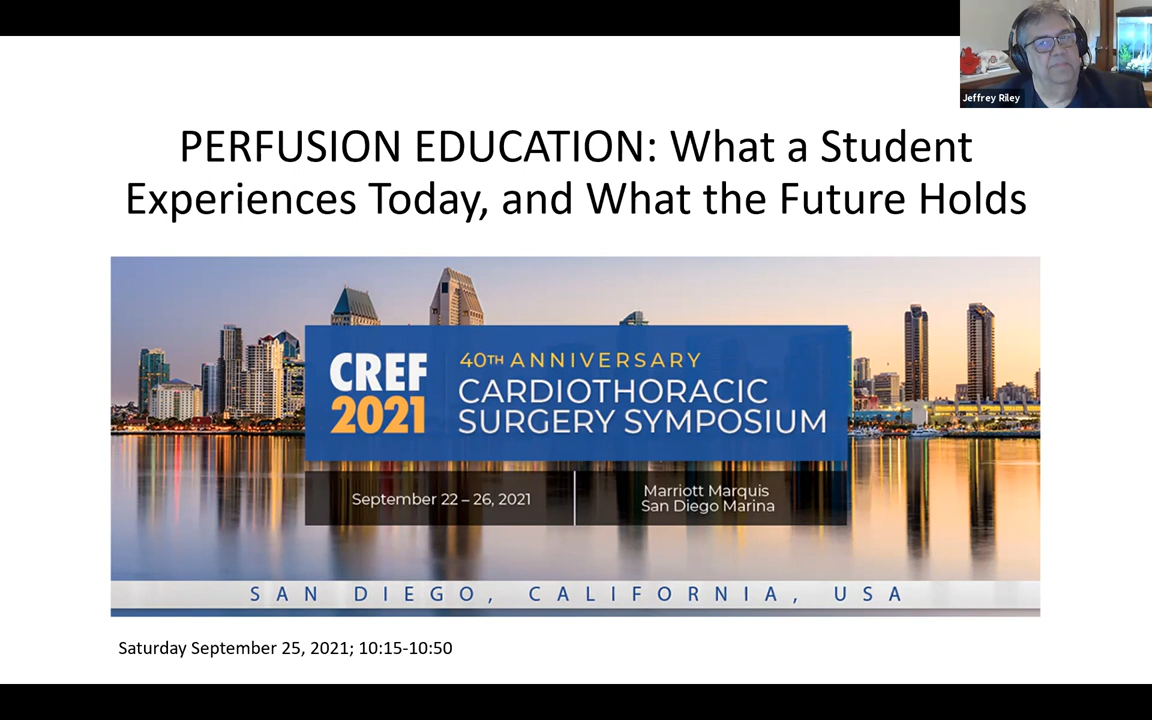 Jeffrey Riley
PERFUSION EDUCATION: What a Student
Experiences Today, and What the Future Holds
CREF
2021
40TH ANNIVERSARY
CARDIOTHORACIC
SURGERY SYMPOSIUM
September 22 – 26, 2021
Marriott Marquis
San Diego Marina
SAN DIEGO, CALIFORNIA, USA
Saturday September 25, 2021; 10:15-10:50